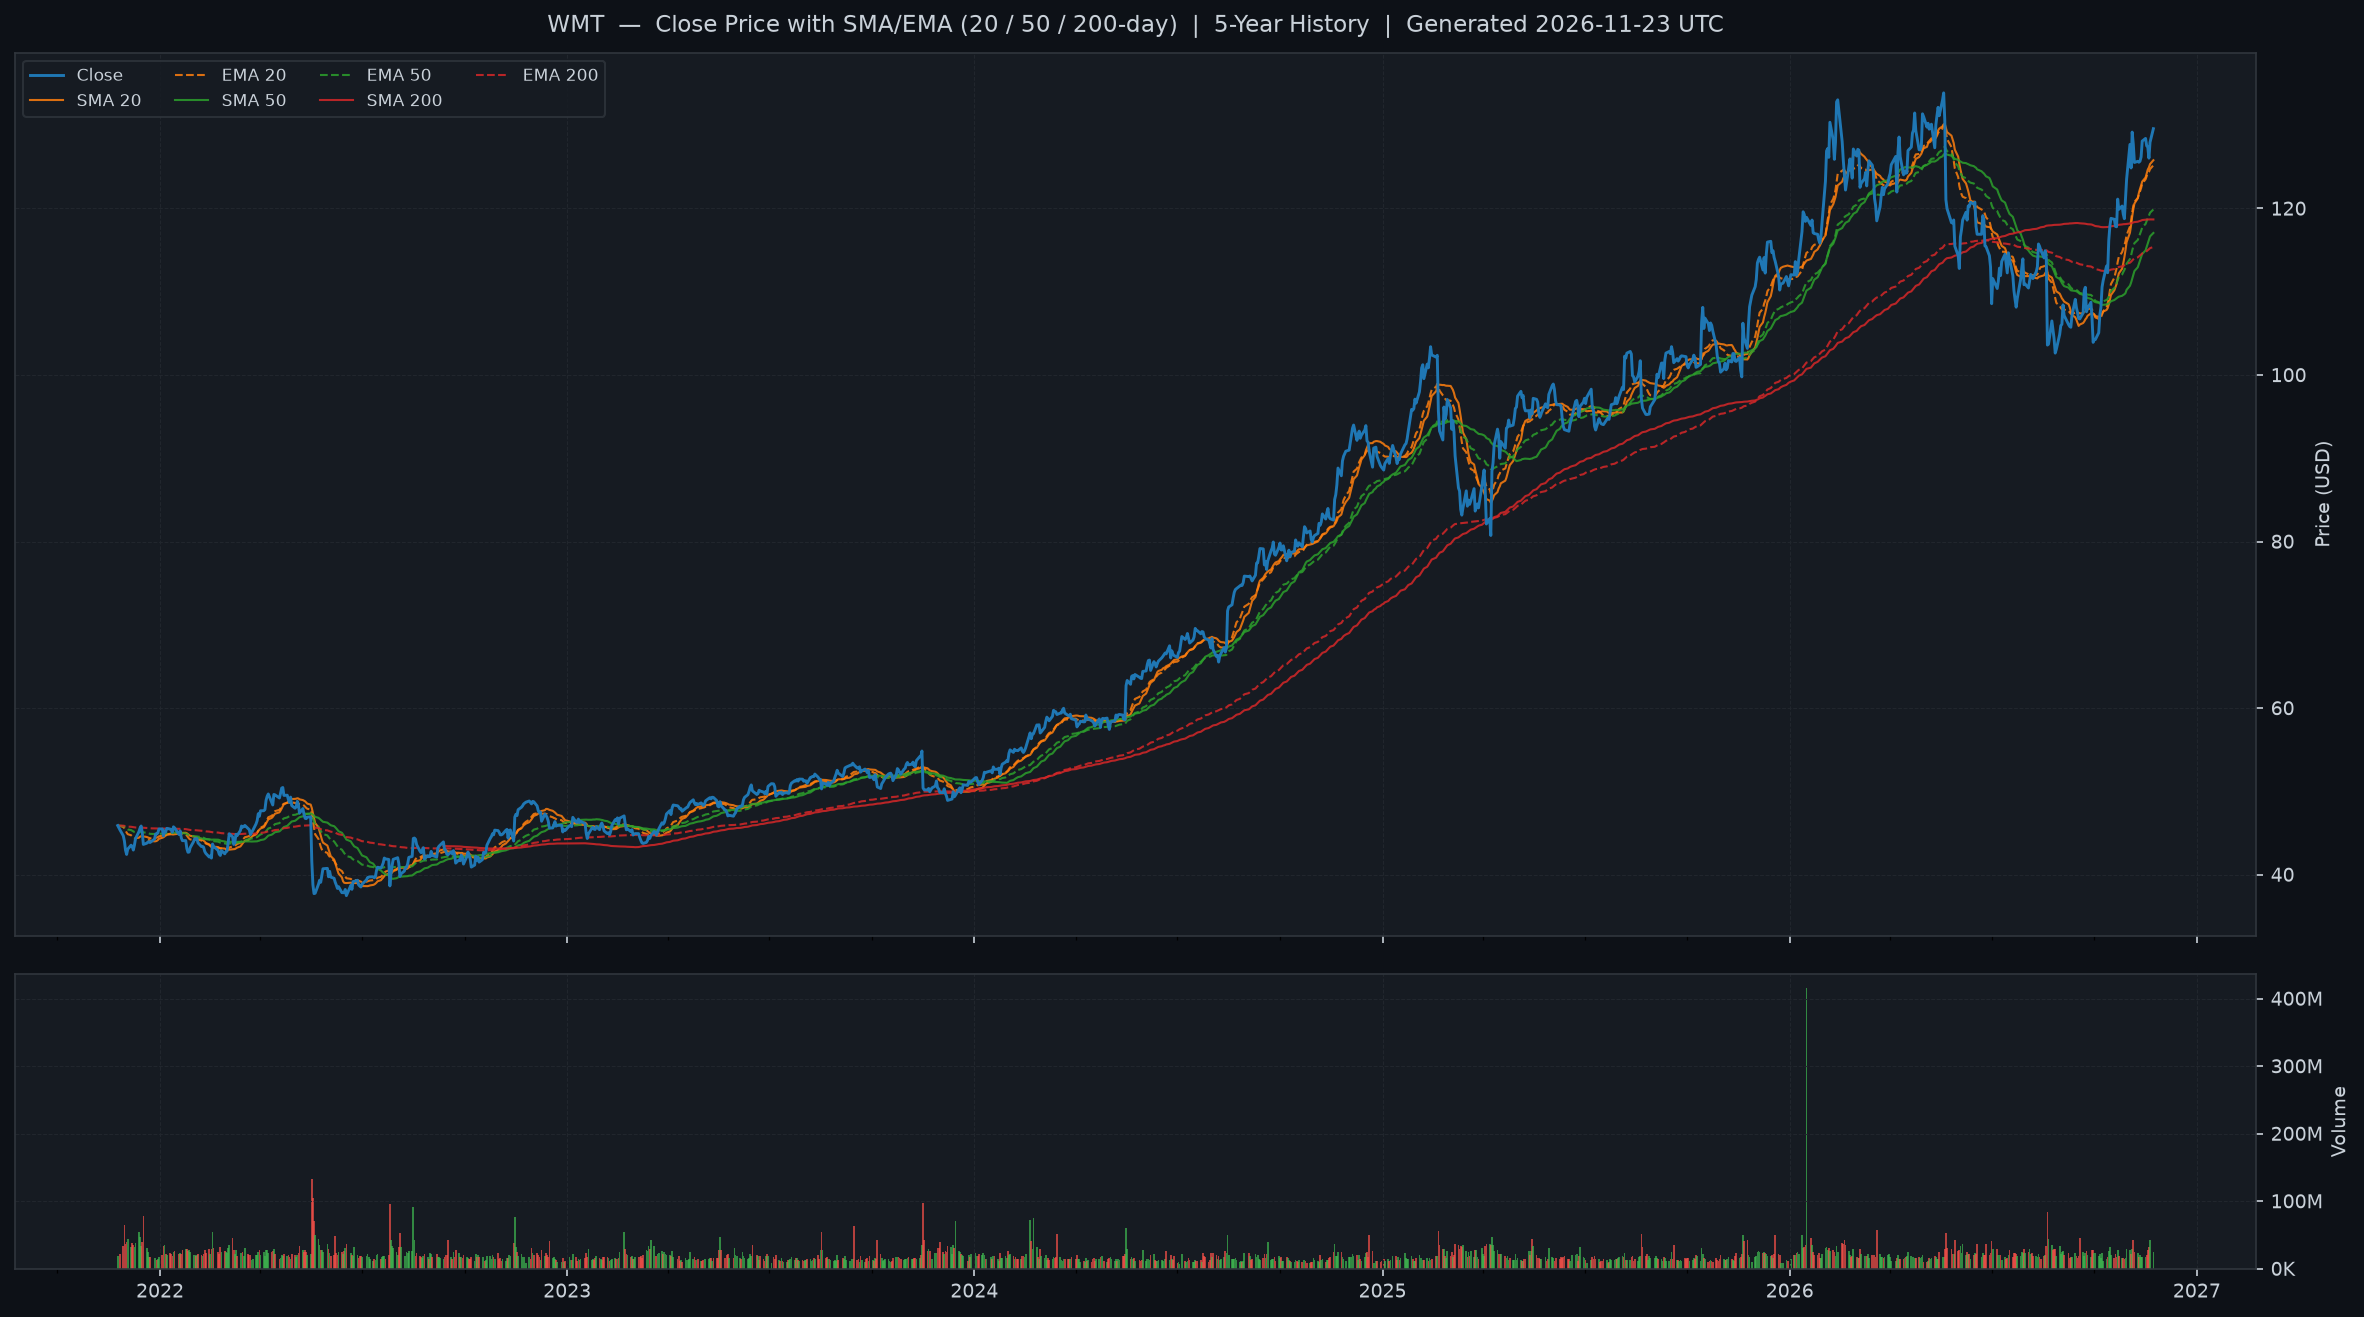 WMT — Close Price with SMA/EMA (20 / 50 / 200-day) | 5-Year History | Generated 2026-11-23 UTC
Close EMA 20 EMA 50 EMA 200
SMA 20 SMA 50 SMA 200
120
100
80
60
40
Price (USD)
400M
300M
200M
100M
0K
Volume
2022 2023 2024 2025 2026 2027